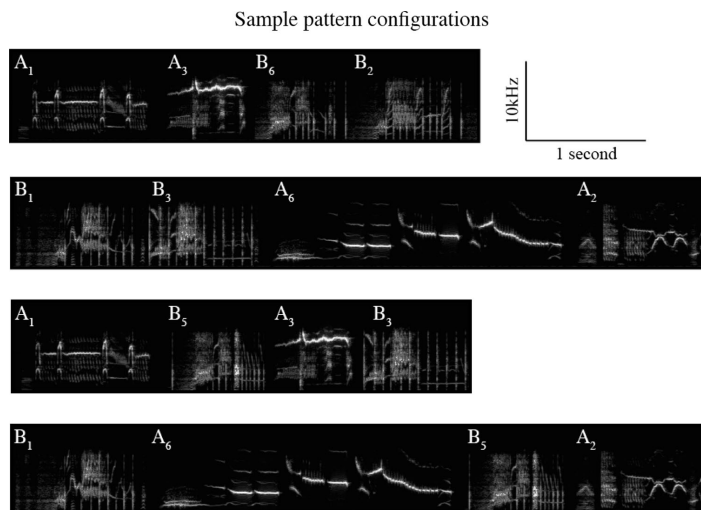 Sample pattern configurations
A1 A3 B6 B2
10kHz
1 second
B1 B3 A6 A2
A1 B5 A3 B3
B1 A6 B5 A2